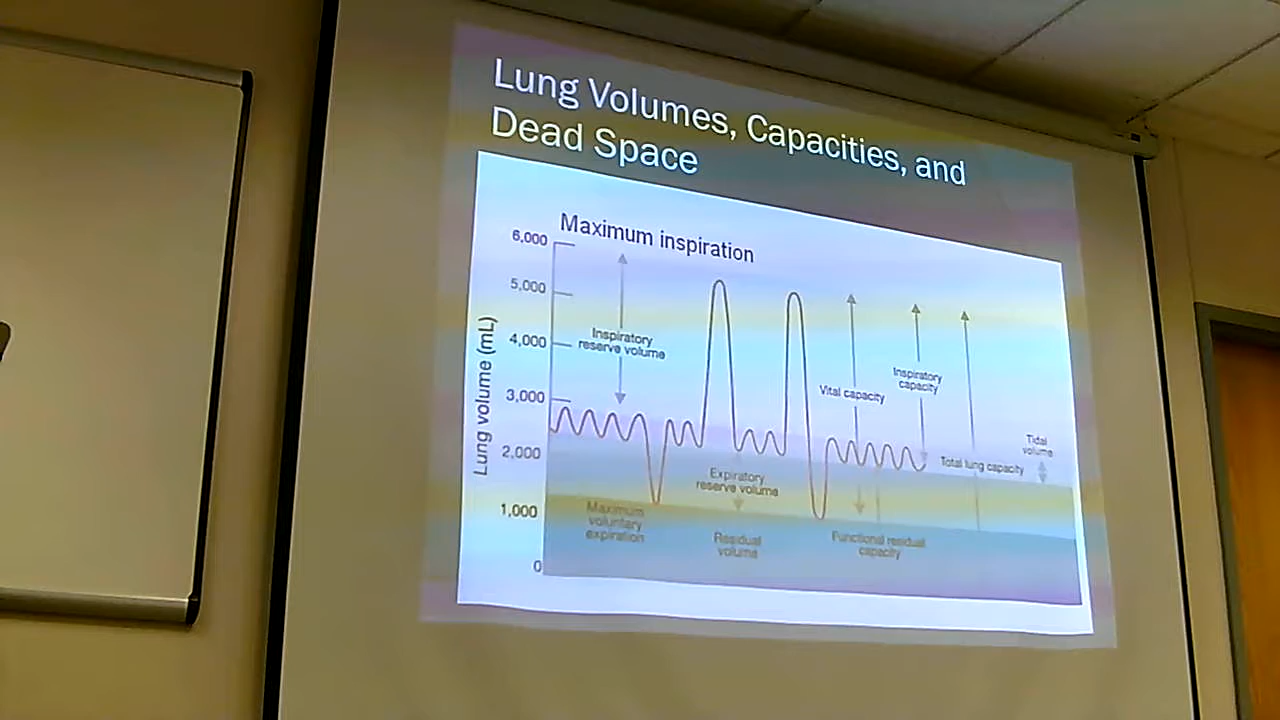 Lung Volumes, Capacities, and
Dead Space
Maximum inspiration
6,000
5,000
4,000
3,000
2,000
1,000
0
Lung volume (mL)
Inspiratory
reserve volume
Vital capacity
Inspiratory
capacity
Tidal
volume
Total lung capacity
Expiratory
reserve volume
Maximum
voluntary
expiration
Residual
volume
Functional residual
capacity